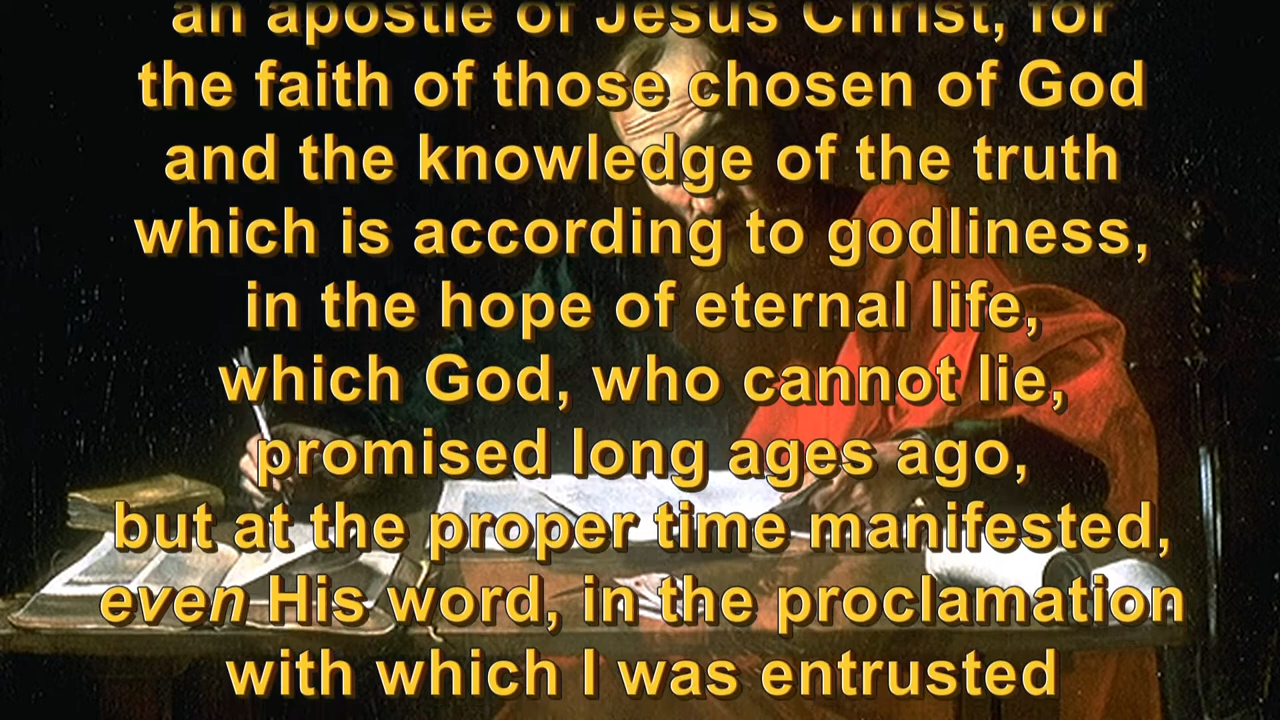 an apostle of Jesus Christ, for
the faith of those chosen of God
and the knowledge of the truth
which is according to godliness,
in the hope of eternal life,
which God, who cannot lie,
promised long ages ago,
but at the proper time manifested,
even His word, in the proclamation
with which I was entrusted